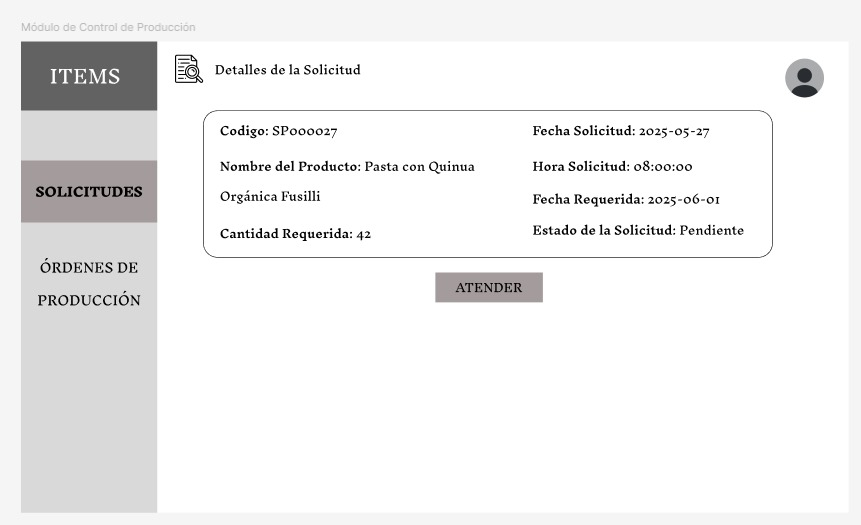 Módulo de Control de Producción
ITEMS
SOLICITUDES
ÓRDENES DE
PRODUCCIÓN
Detalles de la Solicitud
Codigo: SP000027
Nombre del Producto: Pasta con Quinua
Orgánica Fusilli
Cantidad Requerida: 42
Fecha Solicitud: 2025-05-27
Hora Solicitud: 08:00:00
Fecha Requerida: 2025-06-01
Estado de la Solicitud: Pendiente
ATENDER